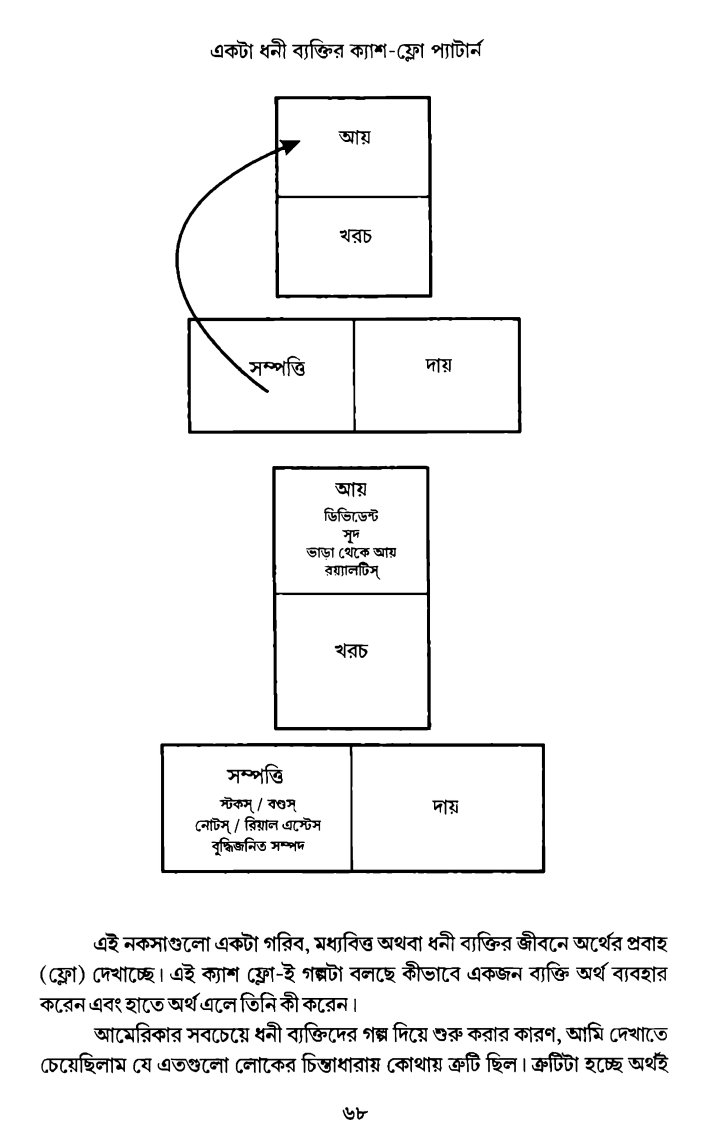 একটা ধনী ব্যক্তির ক্যাশ-ফ্লো প্যাটার্ন
আয়
খরচ
সম্পত্তি
দায়
আয়
ডিভিডেন্ট
সূদ
ভাড়া থেকে আয়
রয়্যালটিস্
খরচ
সম্পত্তি
স্টকস্ / বণ্ডস্
নোটস্ / রিয়াল এস্টেস
বুদ্ধিজনিত সম্পদ
দায়
এই নকসাগুলো একটা গরিব, মধ্যবিত্ত অথবা ধনী ব্যক্তির জীবনে অর্থের প্রবাহ
(ফ্লো) দেখাচ্ছে। এই ক্যাশ ফ্লো-ই গল্পটা বলছে কীভাবে একজন ব্যক্তি অর্থ ব্যবহার
করেন এবং হাতে অর্থ এলে তিনি কী করেন।
আমেরিকার সবচেয়ে ধনী ব্যক্তিদের গল্প দিয়ে শুরু করার কারণ, আমি দেখাতে
চেয়েছিলাম যে এতগুলো লোকের চিন্তাধারায় কোথায় ত্রুটি ছিল। ত্রুটিটা হচ্ছে অর্থই
৬৮